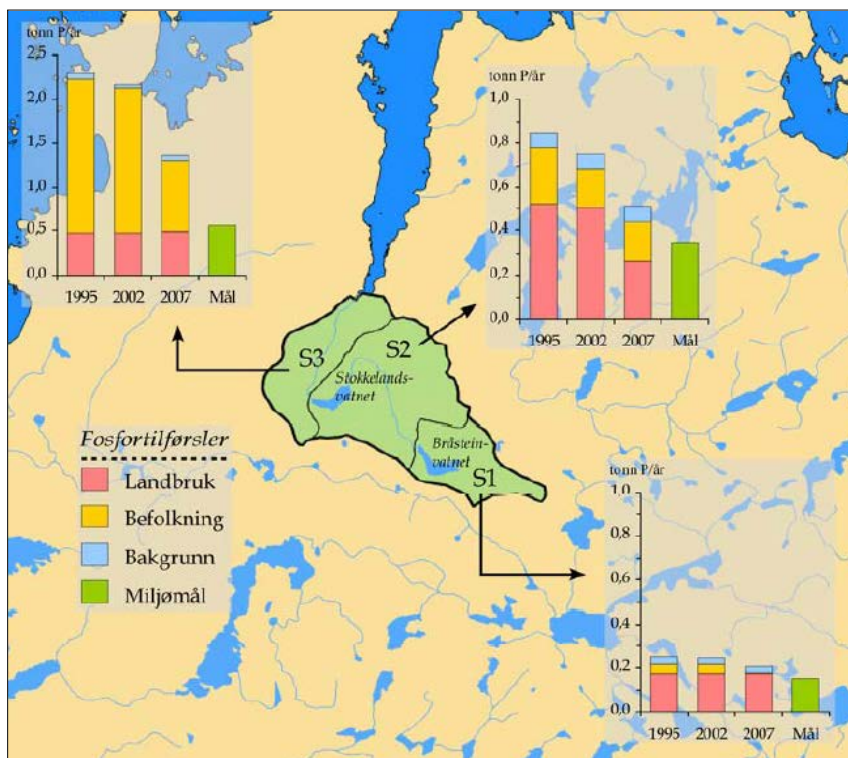 tonn P/år
2,5
2,0
1,5
1,0
0,5
0,0
1995 2002 2007 Mål
tonn P/år
1,0
0,8
0,6
0,4
0,2
0,0
1995 2002 2007 Mål
S3
S2
Stokkelands-
vatnet
Bråstein-
vatnet
S1
Fosfortilførsler
Landbruk
Befolkning
Bakgrunn
Miljømål
tonn P/år
1,0
0,8
0,6
0,4
0,2
0,0
1995 2002 2007 Mål